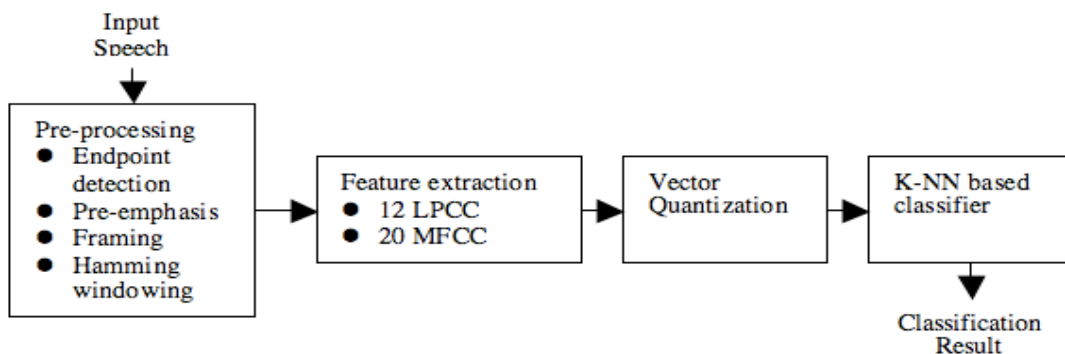 Input
Speech
Pre-processing
● Endpoint
detection
● Pre-emphasis
● Framing
● Hamming
windowing
Feature extraction
● 12 LPCC
● 20 MFCC
Vector
Quantization
K-NN based
classifier
Classification
Result